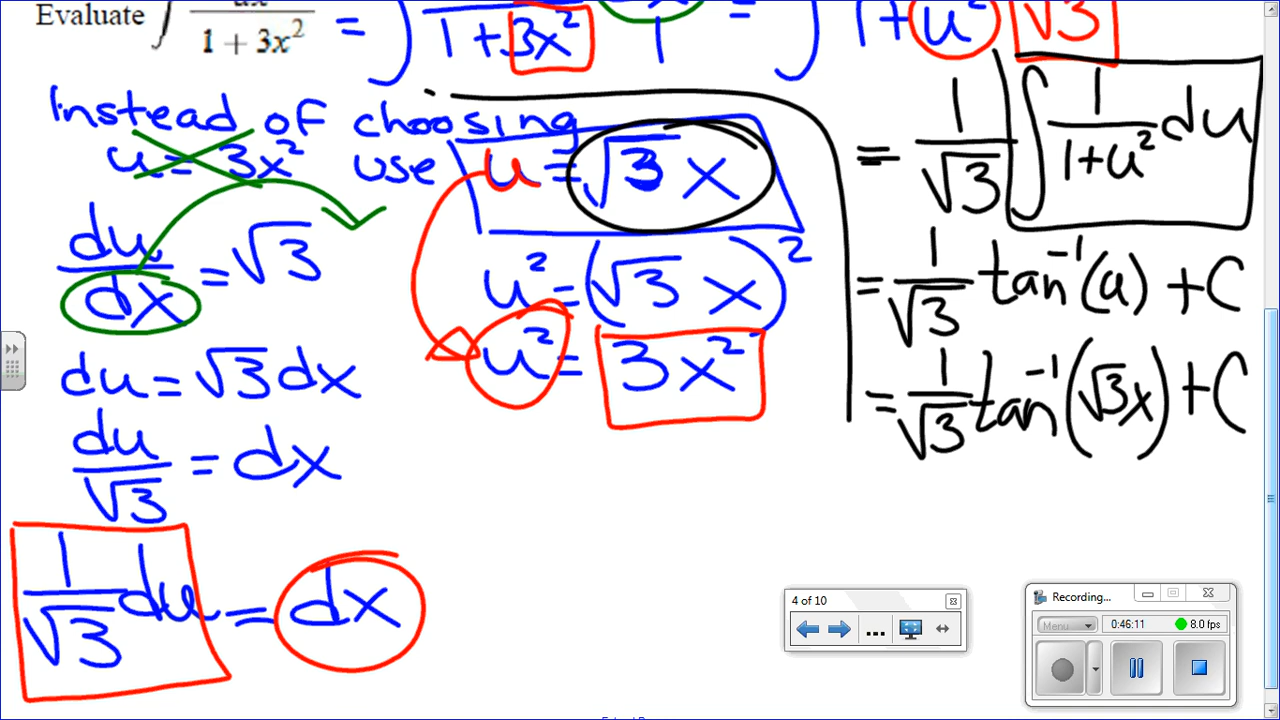 Evaluate ∫ dx/(1 + 3x²) = ∫ 1/(1+3x²) · dx/1 = ∫ 1/(1+u²) · 1/√3
Instead of choosing
u = 3x² use u = √3 x
du/dx = √3
u² = (√3 x)²
u² = 3x²
du = √3 dx
du/√3 = dx
1/√3 du = dx
= 1/√3 ∫ 1/(1+u²) du
= 1/√3 tan⁻¹(u) + C
= 1/√3 tan⁻¹(√3x) + C
4 of 10
...
Recording...
Menu 0:46:11 8.0 fps